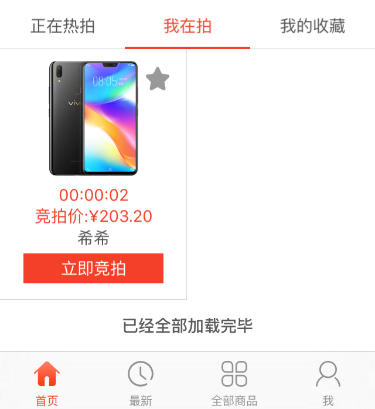 正在热拍
我在拍
我的收藏
08:05
vivo
00:00:02
竞拍价:¥203.20
希希
立即竞拍
已经全部加载完毕
首页
最新
全部商品
我